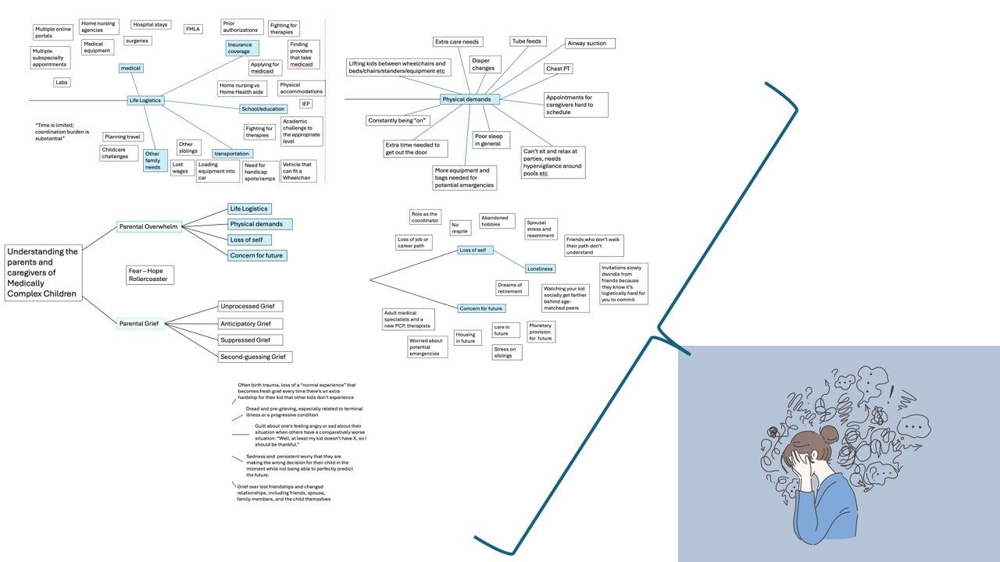 Multiple online
portals
Home nursing
agencies
Hospital stays
FMLA
Prior
authorizations
Fighting for
therapies
Multiple
subspecialty
appointments
Medical
equipment
surgeries
Insurance
coverage
Finding
providers
that take
medicaid
medical
Applying for
medicaid
Labs
Home nursing vs
Home Health aide
Physical
accommodations
Life Logistics
School/education
IEP
"Time is limited;
coordination burden is
substantial"
Planning travel
Childcare
challenges
Other
family
needs
Other
siblings
Lost
wages
transportation
Loading
equipment into
car
Fighting for
therapies
Academic
challenge to
the appropriate
level
Need for
handicap
spots/ramps
Vehicle that
can fit a
Wheelchair
Extra care needs
Tube feeds
Airway suction
Lifting kids between wheelchairs and
beds/chairs/standers/equipment etc
Diaper
changes
Chest PT
Physical demands
Appointments for
caregivers hard to
schedule
Constantly being "on"
Extra time needed to
get out the door
Poor sleep
in general
Can't sit and relax at
parties, needs
hypervigilance around
pools etc
More equipment and
bags needed for
potential emergencies
Understanding the
parents and
caregivers of
Medically
Complex Children
Parental Overwhelm
Life Logistics
Physical demands
Loss of self
Concern for future
Fear – Hope
Rollercoaster
Parental Grief
Unprocessed Grief
Anticipatory Grief
Suppressed Grief
Second-guessing Grief
Role as the
coordinator
No
respite
Abandoned
hobbies
Spousal
stress and
resentment
Loss of job or
career path
Friends who don't walk
their path don't
understand
Loss of self
Loneliness
Invitations slowly
dwindle from
friends because
they know it's
logistically hard for
you to commit
Dreams of
retirement
Watching your kid
socially get farther
behind age-
matched peers
Concern for future
Adult medical
specialists and a
new PCP, therapists
Worried about
potential
emergencies
Housing
in future
care in
future
Monetary
provision
for future
Stress on
siblings
Often birth trauma, loss of a "normal experience" that
becomes fresh grief every time there's an extra
hardship for their kid that other kids don't experience
Dread and pre-grieving, especially related to terminal
illness or a progressive condition
Guilt about one's feeling angry or sad about their
situation when others have a comparatively worse
situation: "Well, at least my kid doesn't have X, so I
should be thankful."
Sadness and persistent worry that they are
making the wrong decision for their child in the
moment while not being able to perfectly predict
the future.
Grief over lost friendships and changed
relationships, including friends, spouse,
family members, and the child themselves